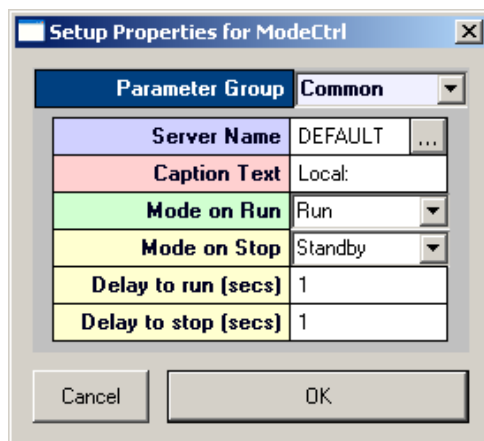 Setup Properties for ModeCtrl
Parameter Group Common
Server Name DEFAULT ...
Caption Text Local:
Mode on Run Run
Mode on Stop Standby
Delay to run (secs) 1
Delay to stop (secs) 1
Cancel OK